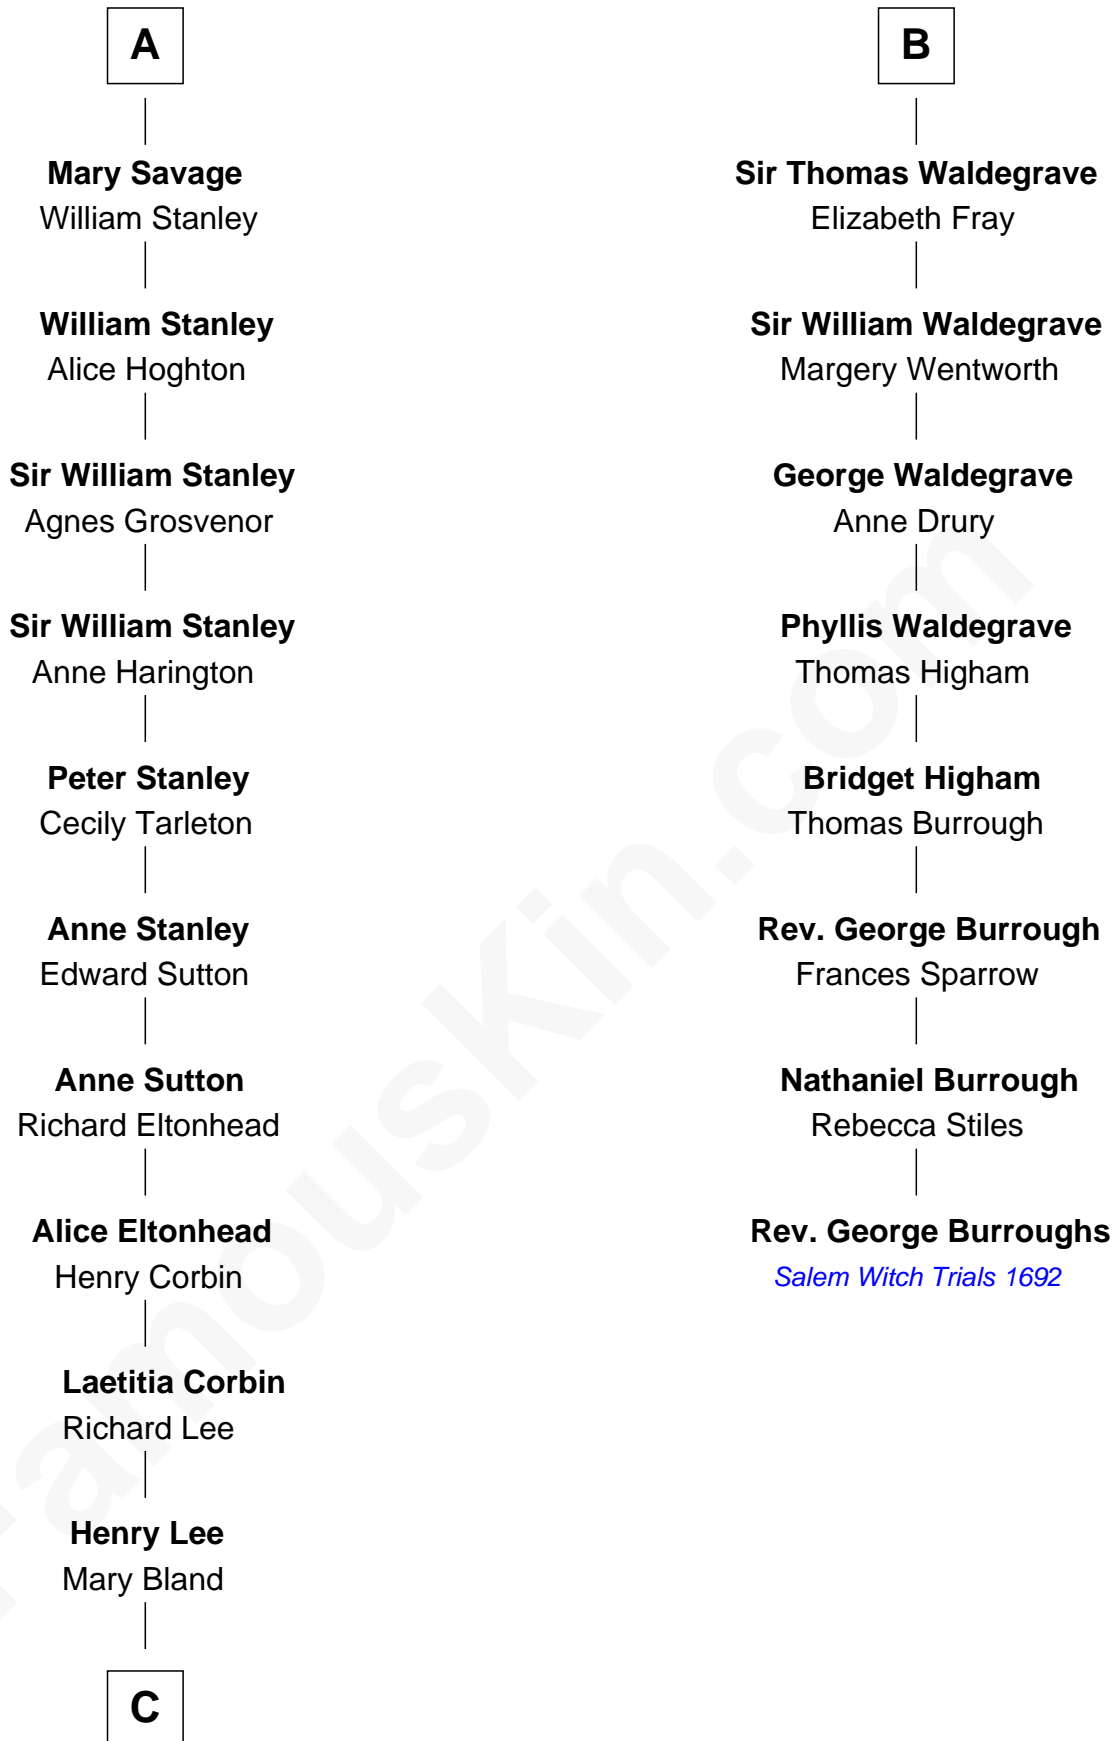 A
Mary Savage
William Stanley
William Stanley
Alice Hoghton
Sir William Stanley
Agnes Grosvenor
Sir William Stanley
Anne Harington
Peter Stanley
Cecily Tarleton
Anne Stanley
Edward Sutton
Anne Sutton
Richard Eltonhead
Alice Eltonhead
Henry Corbin
Laetitia Corbin
Richard Lee
Henry Lee
Mary Bland
C
B
Sir Thomas Waldegrave
Elizabeth Fray
Sir William Waldegrave
Margery Wentworth
George Waldegrave
Anne Drury
Phyllis Waldegrave
Thomas Higham
Bridget Higham
Thomas Burrough
Rev. George Burrough
Frances Sparrow
Nathaniel Burrough
Rebecca Stiles
Rev. George Burroughs
Salem Witch Trials 1692
FamousKin.com